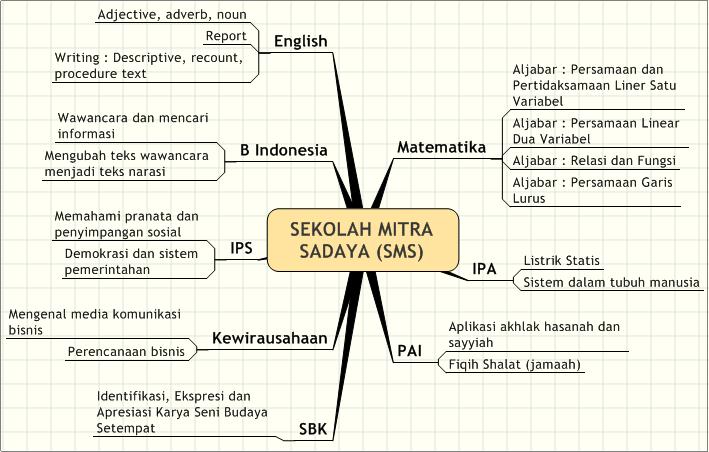 SEKOLAH MITRA
SADAYA (SMS)
English
Adjective, adverb, noun
Report
Writing : Descriptive, recount,
procedure text
B Indonesia
Wawancara dan mencari
informasi
Mengubah teks wawancara
menjadi teks narasi
IPS
Memahami pranata dan
penyimpangan sosial
Demokrasi dan sistem
pemerintahan
Kewirausahaan
Mengenal media komunikasi
bisnis
Perencanaan bisnis
SBK
Identifikasi, Ekspresi dan
Apresiasi Karya Seni Budaya
Setempat
Matematika
Aljabar : Persamaan dan
Pertidaksamaan Liner Satu
Variabel
Aljabar : Persamaan Linear
Dua Variabel
Aljabar : Relasi dan Fungsi
Aljabar : Persamaan Garis
Lurus
IPA
Listrik Statis
Sistem dalam tubuh manusia
PAI
Aplikasi akhlak hasanah dan
sayyiah
Fiqih Shalat (jamaah)